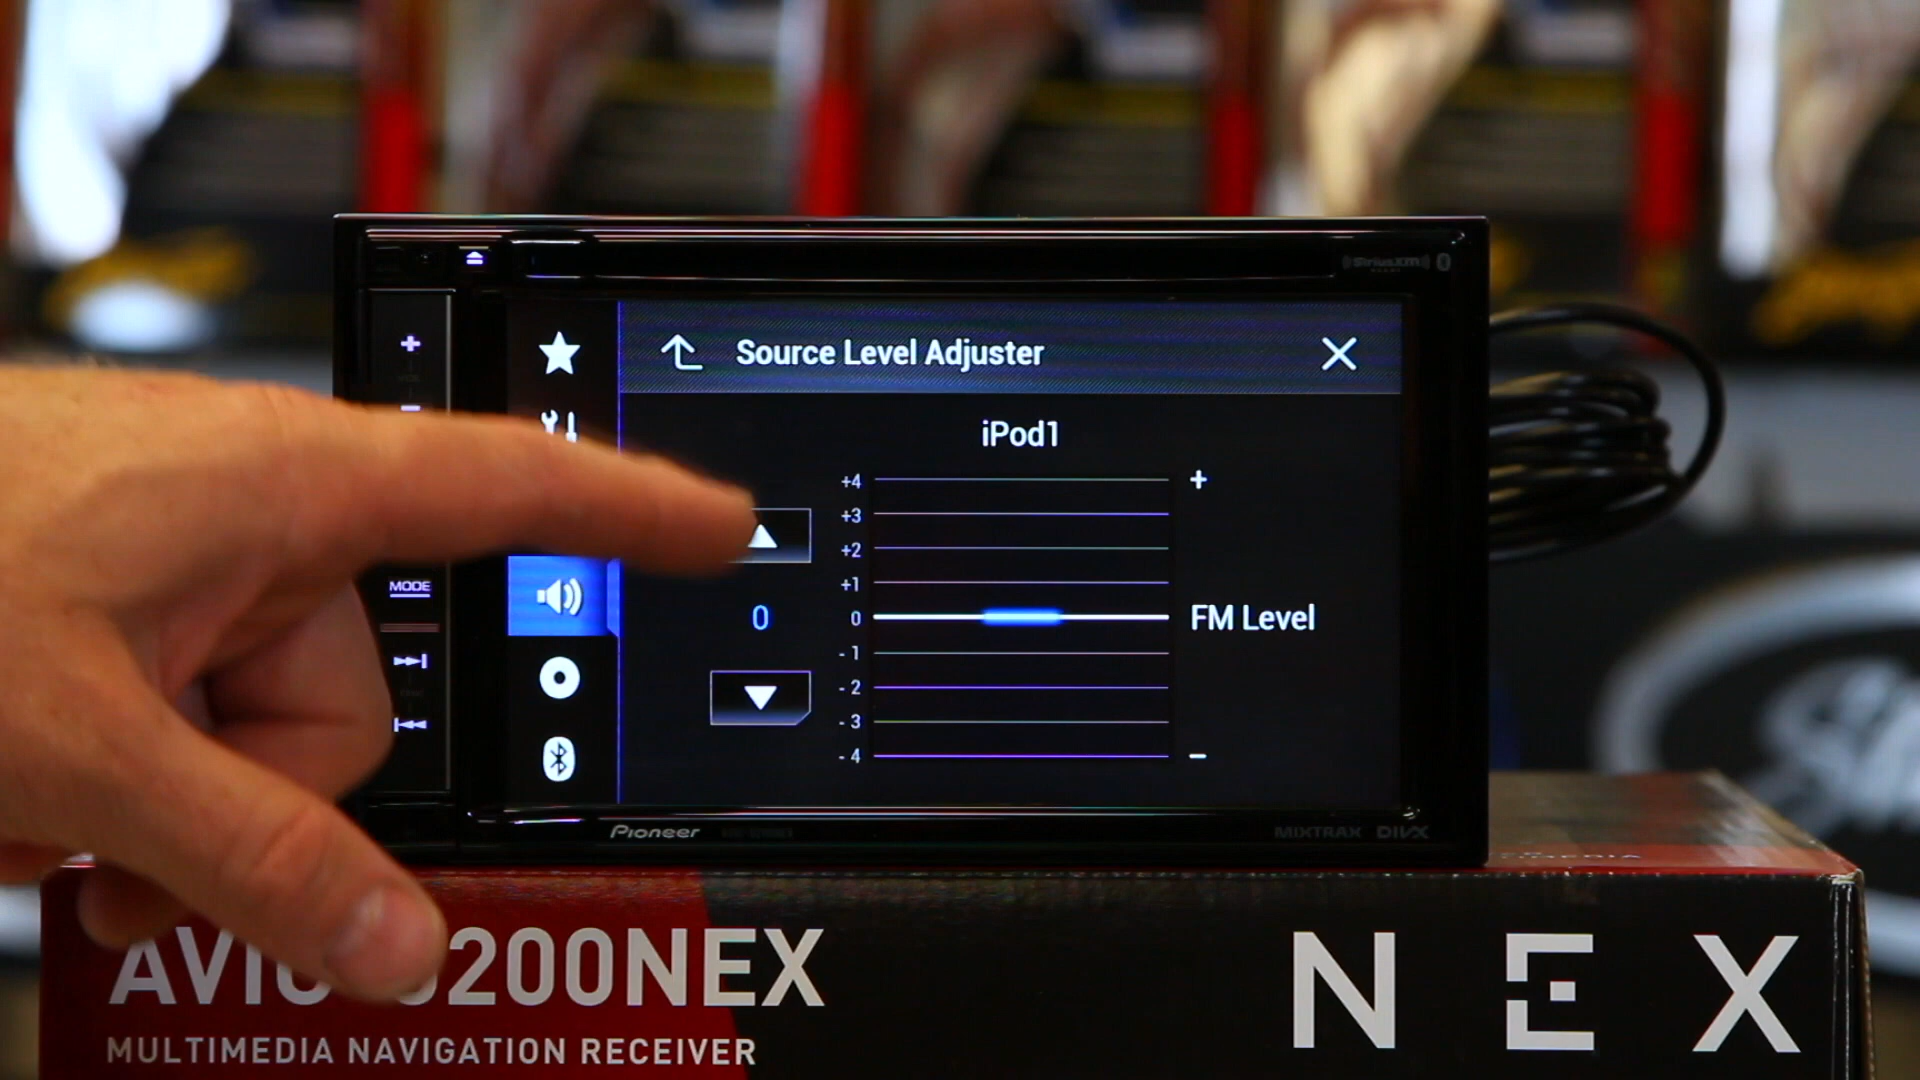 SiriusXM
Source Level Adjuster
iPod1
+4
+
+3
+2
+1
MODE
0
0
FM Level
- 1
- 2
- 3
- 4
−
Pioneer
MIXTRAX DIVX
200NEX
NEX
MULTIMEDIA NAVIGATION RECEIVER